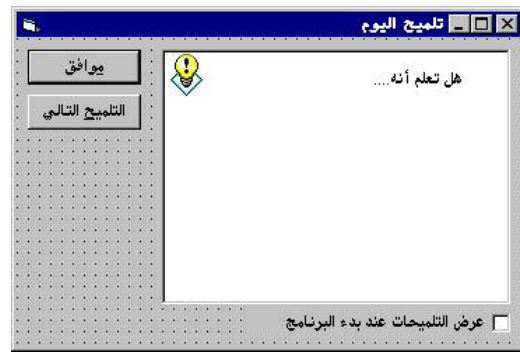 تلميح اليوم
هل تعلم أنه....
موافق
التلميح التالي
عرض التلميحات عند بدء البرنامج